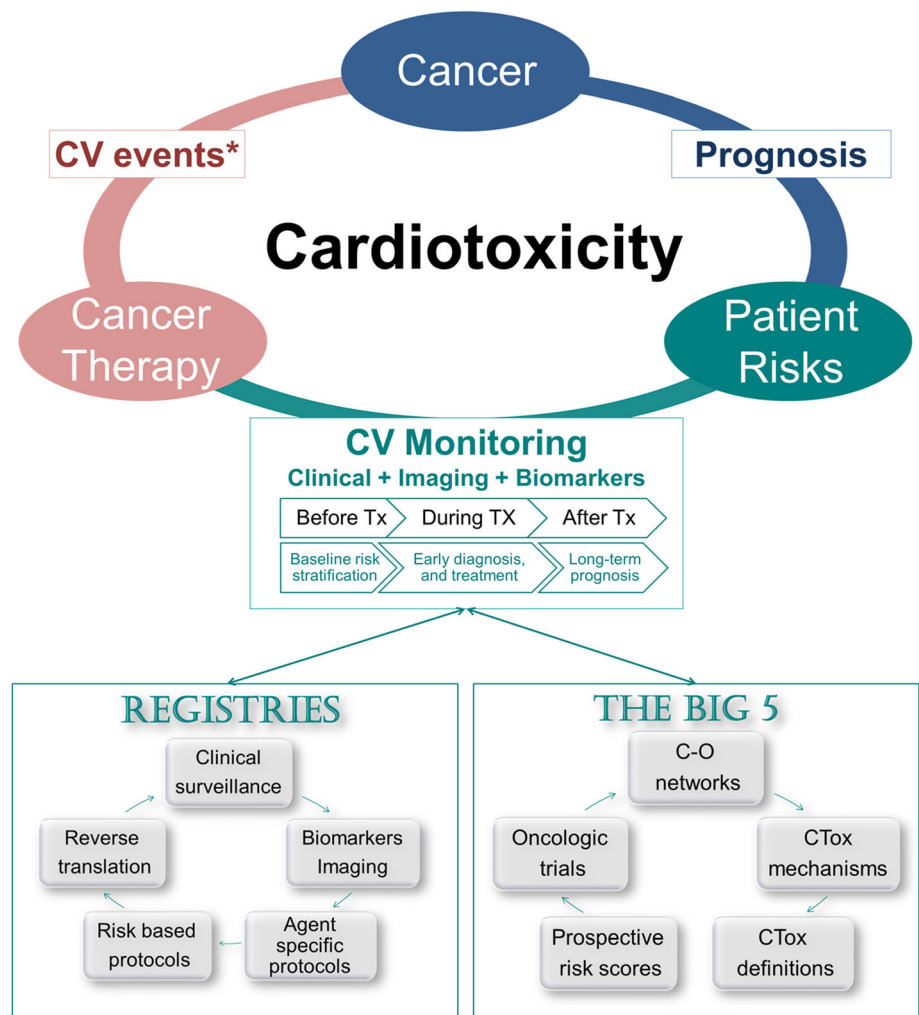 Cancer
CV events*
Prognosis
Cardiotoxicity
Cancer
Therapy
Patient
Risks
CV Monitoring
Clinical + Imaging + Biomarkers
Before Tx
During TX
After Tx
Baseline risk
stratification
Early diagnosis,
and treatment
Long-term
prognosis
REGISTRIES
Clinical
surveillance
Biomarkers
Imaging
Agent
specific
protocols
Risk based
protocols
Reverse
translation
THE BIG 5
C-O
networks
CTox
mechanisms
CTox
definitions
Prospective
risk scores
Oncologic
trials